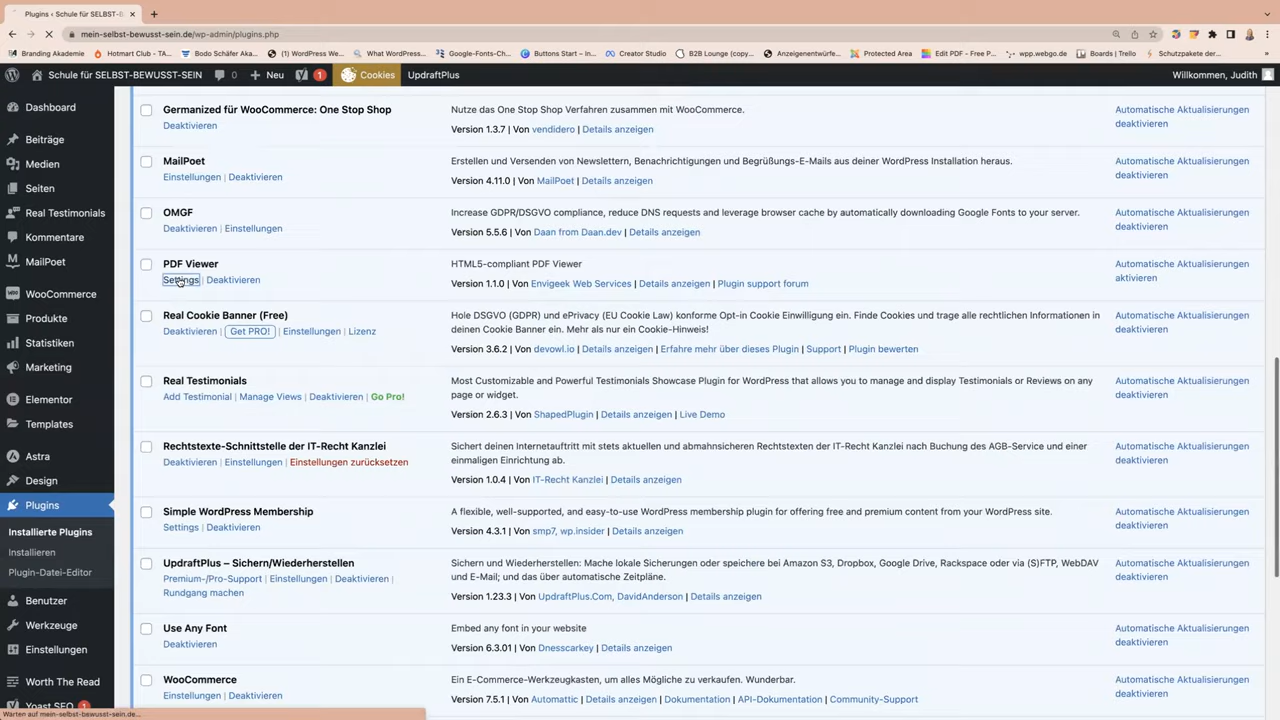 Plugins ‹ Schule für SELBST-B
mein-selbst-bewusst-sein.de/wp-admin/plugins.php
Branding Akademie
Hotmart Club - TA...
Bodo Schäfer Aka...
(1) WordPress We...
What WordPress...
Google-Fonts-Ch...
Buttons Start – In...
Creator Studio
B2B Lounge (copy...
Anzeigenentwürfe...
Protected Area
Edit PDF - Free P...
wpp.webgo.de
Boards | Trello
Schutzpakete der...
Schule für SELBST-BEWUSST-SEIN
0
Neu
1
Cookies
UpdraftPlus
Willkommen, Judith
Dashboard
Beiträge
Medien
Seiten
Real Testimonials
Kommentare
MailPoet
WooCommerce
Produkte
Statistiken
Marketing
Elementor
Templates
Astra
Design
Plugins
Installierte Plugins
Installieren
Plugin-Datei-Editor
Benutzer
Werkzeuge
Einstellungen
Worth The Read
Yoast SEO 1
Warten auf mein-selbst-bewusst-sein.de...
Germanized für WooCommerce: One Stop Shop
Deaktivieren
Nutze das One Stop Shop Verfahren zusammen mit WooCommerce.
Version 1.3.7 | Von vendidero | Details anzeigen
Automatische Aktualisierungen
deaktivieren
MailPoet
Einstellungen | Deaktivieren
Erstellen und Versenden von Newslettern, Benachrichtigungen und Begrüßungs-E-Mails aus deiner WordPress Installation heraus.
Version 4.11.0 | Von MailPoet | Details anzeigen
Automatische Aktualisierungen
deaktivieren
OMGF
Deaktivieren | Einstellungen
Increase GDPR/DSGVO compliance, reduce DNS requests and leverage browser cache by automatically downloading Google Fonts to your server.
Version 5.5.6 | Von Daan from Daan.dev | Details anzeigen
Automatische Aktualisierungen
deaktivieren
PDF Viewer
Settings | Deaktivieren
HTML5-compliant PDF Viewer
Version 1.1.0 | Von Envigeek Web Services | Details anzeigen | Plugin support forum
Automatische Aktualisierungen
aktivieren
Real Cookie Banner (Free)
Deaktivieren | Get PRO! | Einstellungen | Lizenz
Hole DSGVO (GDPR) und ePrivacy (EU Cookie Law) konforme Opt-in Cookie Einwilligung ein. Finde Cookies und trage alle rechtlichen Informationen in
deinen Cookie Banner ein. Mehr als nur ein Cookie-Hinweis!
Version 3.6.2 | Von devowl.io | Details anzeigen | Erfahre mehr über dieses Plugin | Support | Plugin bewerten
Automatische Aktualisierungen
deaktivieren
Real Testimonials
Add Testimonial | Manage Views | Deaktivieren | Go Pro!
Most Customizable and Powerful Testimonials Showcase Plugin for WordPress that allows you to manage and display Testimonials or Reviews on any
page or widget.
Version 2.6.3 | Von ShapedPlugin | Details anzeigen | Live Demo
Automatische Aktualisierungen
deaktivieren
Rechtstexte-Schnittstelle der IT-Recht Kanzlei
Deaktivieren | Einstellungen | Einstellungen zurücksetzen
Sichert deinen Internetauftritt mit stets aktuellen und abmahnsicheren Rechtstexten der IT-Recht Kanzlei nach Buchung des AGB-Service und einer
einmaligen Einrichtung ab.
Version 1.0.4 | Von IT-Recht Kanzlei | Details anzeigen
Automatische Aktualisierungen
deaktivieren
Simple WordPress Membership
Settings | Deaktivieren
A flexible, well-supported, and easy-to-use WordPress membership plugin for offering free and premium content from your WordPress site.
Version 4.3.1 | Von smp7, wp.insider | Details anzeigen
Automatische Aktualisierungen
deaktivieren
UpdraftPlus – Sichern/Wiederherstellen
Premium-/Pro-Support | Einstellungen | Deaktivieren |
Rundgang machen
Sichern und Wiederherstellen: Mache lokale Sicherungen oder speichere bei Amazon S3, Dropbox, Google Drive, Rackspace oder via (S)FTP, WebDAV
und E-Mail; und das über automatische Zeitpläne.
Version 1.23.3 | Von UpdraftPlus.Com, DavidAnderson | Details anzeigen
Automatische Aktualisierungen
deaktivieren
Use Any Font
Deaktivieren
Embed any font in your website
Version 6.3.01 | Von Dnesscarkey | Details anzeigen
Automatische Aktualisierungen
deaktivieren
WooCommerce
Einstellungen | Deaktivieren
Ein E-Commerce-Werkzeugkasten, um alles Mögliche zu verkaufen. Wunderbar.
Version 7.5.1 | Von Automattic | Details anzeigen | Dokumentation | API-Dokumentation | Community-Support
Automatische Aktualisierungen
deaktivieren